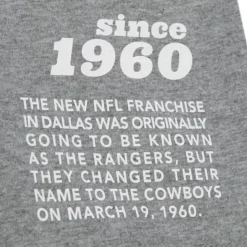 since
1960
THE NEW NFL FRANCHISE
IN DALLAS WAS ORIGINALLY
GOING TO BE KNOWN
AS THE RANGERS, BUT
THEY CHANGED THEIR
NAME TO THE COWBOYS
ON MARCH 19, 1960.